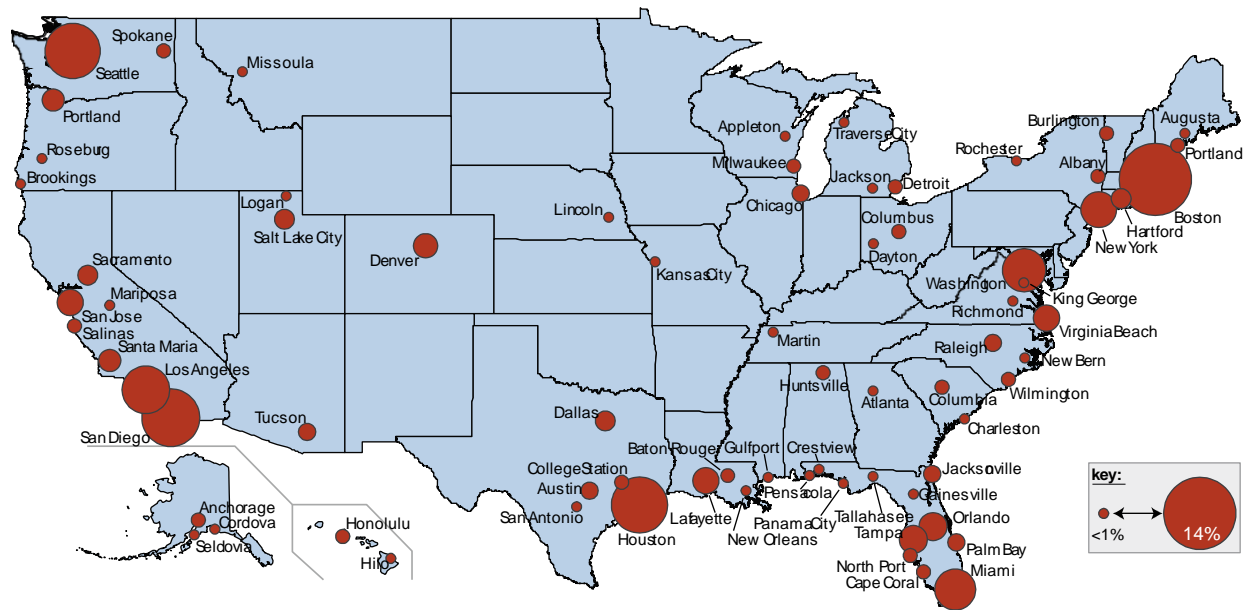 Spokane
Seattle
Missoula
Portland
Roseburg
Brookings
Logan
Salt Lake City
Denver
Lincoln
Kansas City
Appleton
Milwaukee
Chicago
Traverse City
Jackson
Detroit
Columbus
Dayton
Burlington
Augusta
Rochester
Albany
Portland
Boston
Hartford
New York
Washington
King George
Richmond
Virginia Beach
Raleigh
New Bern
Wilmington
Columbia
Charleston
Martin
Huntsville
Atlanta
Sacramento
Mariposa
San Jose
Salinas
Santa Maria
Los Angeles
San Diego
Tucson
Dallas
College Station
Austin
San Antonio
Houston
Baton Rouger
Lafayette
New Orleans
Gulfport
Crestview
Pensacola
Panama City
Tallahasee
Jacksonville
Gainesville
Orlando
Tampa
Palm Bay
North Port
Cape Coral
Miami
Anchorage
Cordova
Seldovia
Honolulu
Hilo
key:
<1%
14%